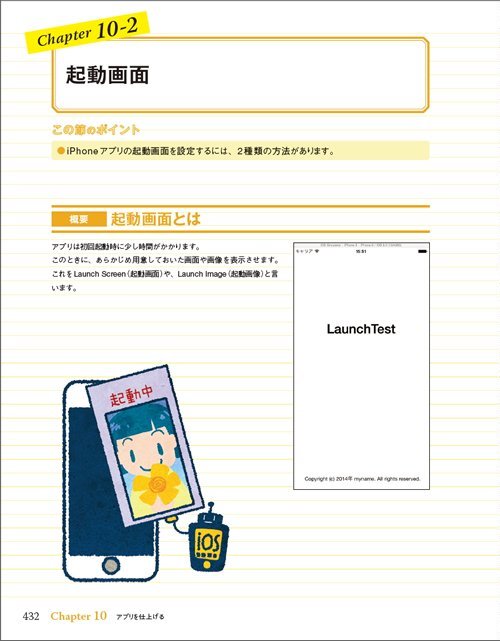 Chapter 10-2
起動画面
この節のポイント
●iPhoneアプリの起動画面を設定するには、2種類の方法があります。
概要 起動画面とは
アプリは初回起動時に少し時間がかかります。
このときに、あらかじめ用意しておいた画面や画像を表示させます。
これをLaunch Screen（起動画面）や、Launch Image（起動画像）と言
います。
キャリア 15:51
LaunchTest
Copyright (c) 2014年 myname. All rights reserved.
起動中
iOS
432 Chapter 10 アプリを仕上げる